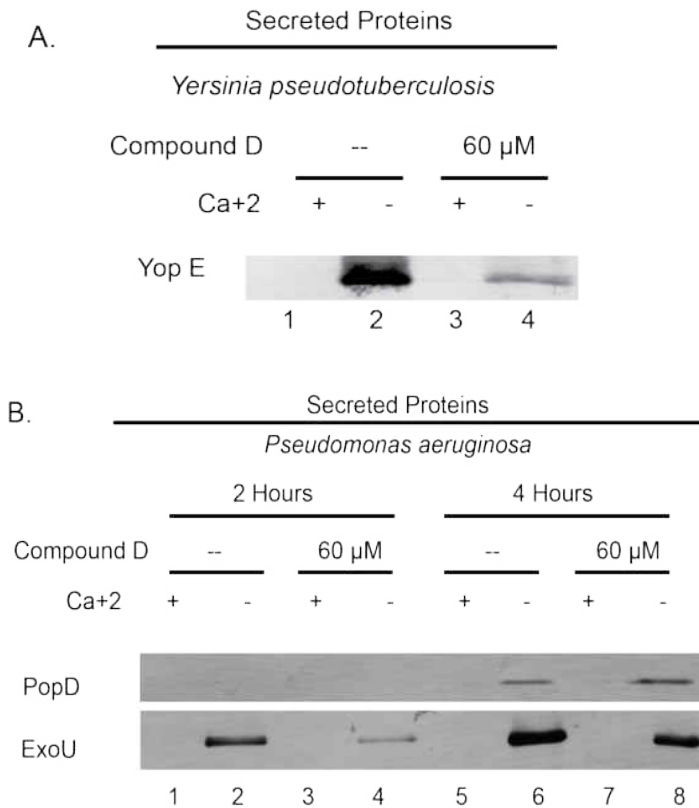 A.
Secreted Proteins
Yersinia pseudotuberculosis
Compound D -- 60 µM
Ca+2 + - + -
Yop E
1 2 3 4
B.
Secreted Proteins
Pseudomonas aeruginosa
2 Hours 4 Hours
Compound D -- 60 µM -- 60 µM
Ca+2 + - + - + - + -
PopD
ExoU
1 2 3 4 5 6 7 8